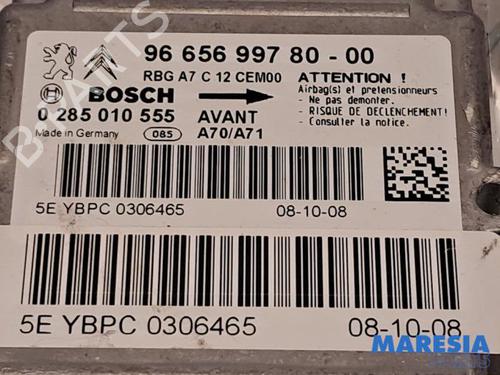 96 656 997 80 - 00
RBG A7 C 12 CEM00
ATTENTION !
BOSCH
Airbag(s) et pretensionneurs
- Ne pas demonter.
- RISQUE DE DECLENCHEMENT!
- Consulter la notice.
0 285 010 555
AVANT
Made in Germany
085
A70/A71
5E YBPC 0306465
08-10-08
5E YBPC 0306465
08-10-08
MARESIA